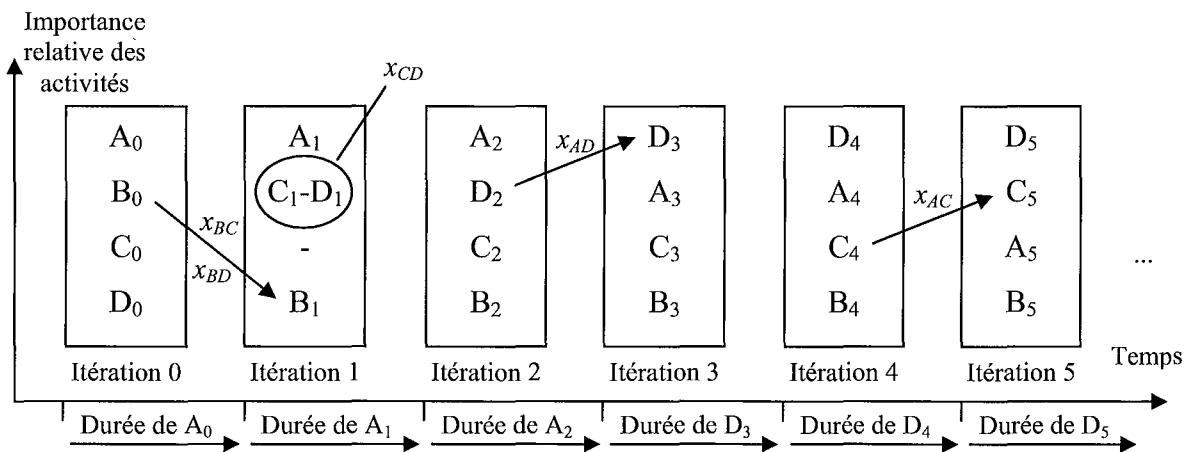 Importance
relative des
activités
x_CD
A₀ A₁ A₂ x_AD D₃ D₄ D₅
B₀ C₁-D₁ D₂ A₃ A₄ x_AC C₅
x_BC
C₀ - C₂ C₃ C₄ A₅ ...
x_BD
D₀ B₁ B₂ B₃ B₄ B₅
Itération 0 Itération 1 Itération 2 Itération 3 Itération 4 Itération 5 Temps
Durée de A₀ Durée de A₁ Durée de A₂ Durée de D₃ Durée de D₄ Durée de D₅